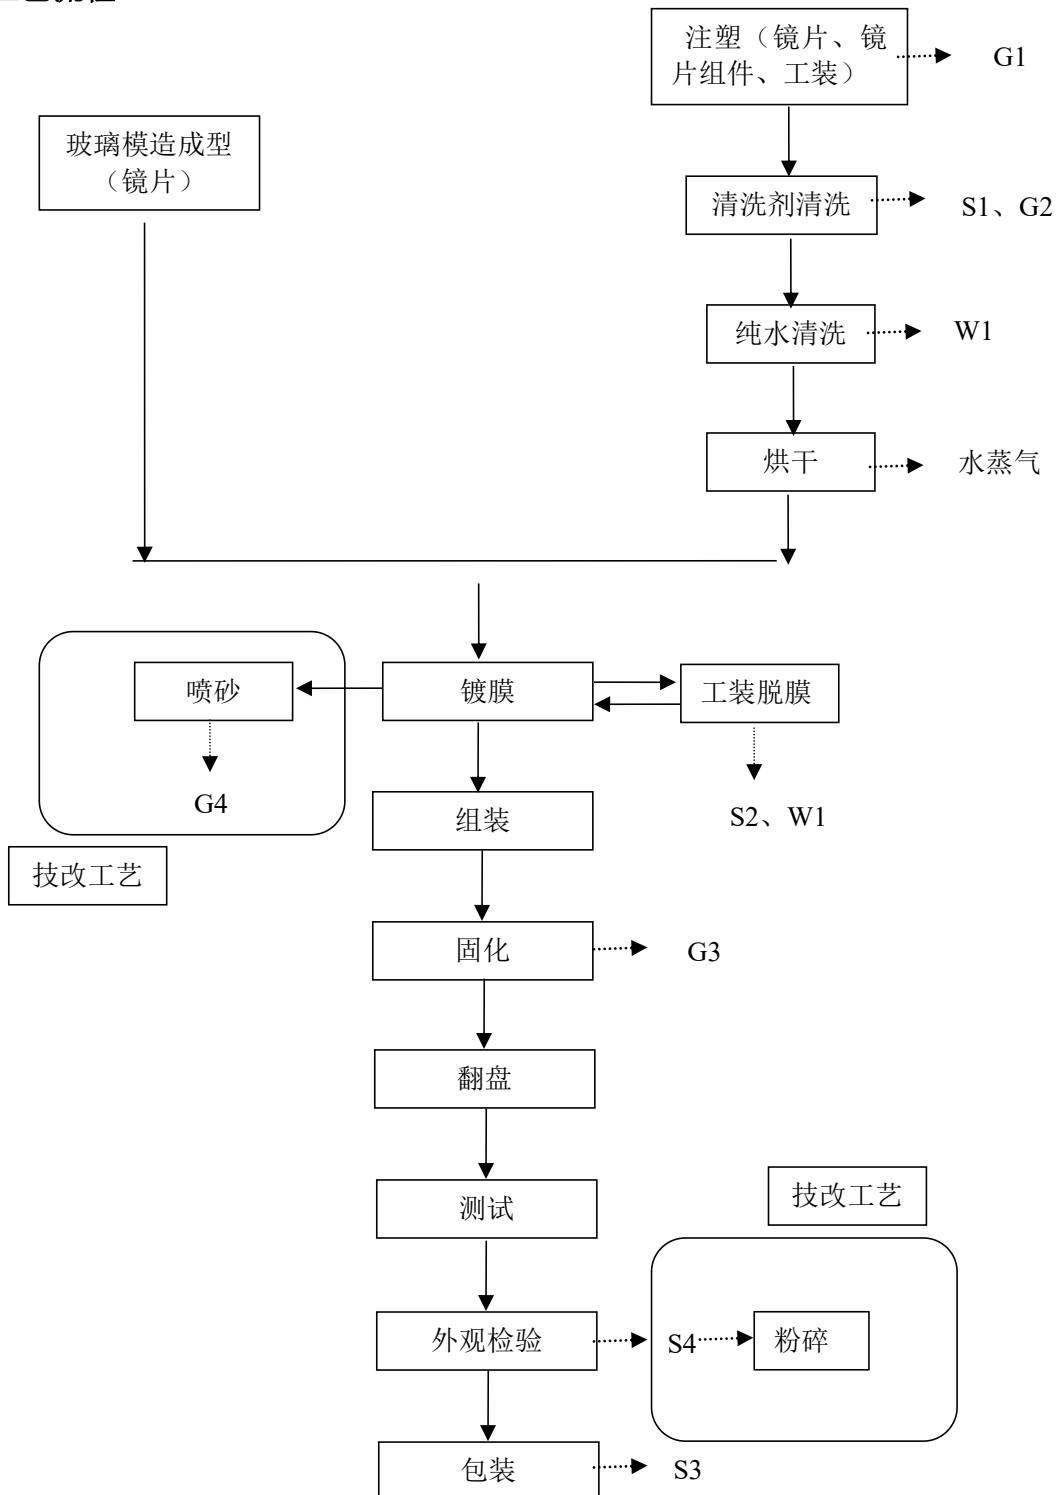 注塑（镜片、镜
片组件、工装）
G1
玻璃模造成型
（镜片）
清洗剂清洗
S1、G2
纯水清洗
W1
烘干
水蒸气
喷砂
镀膜
工装脱膜
G4
S2、W1
组装
技改工艺
固化
G3
翻盘
测试
技改工艺
外观检验
S4
粉碎
包装
S3